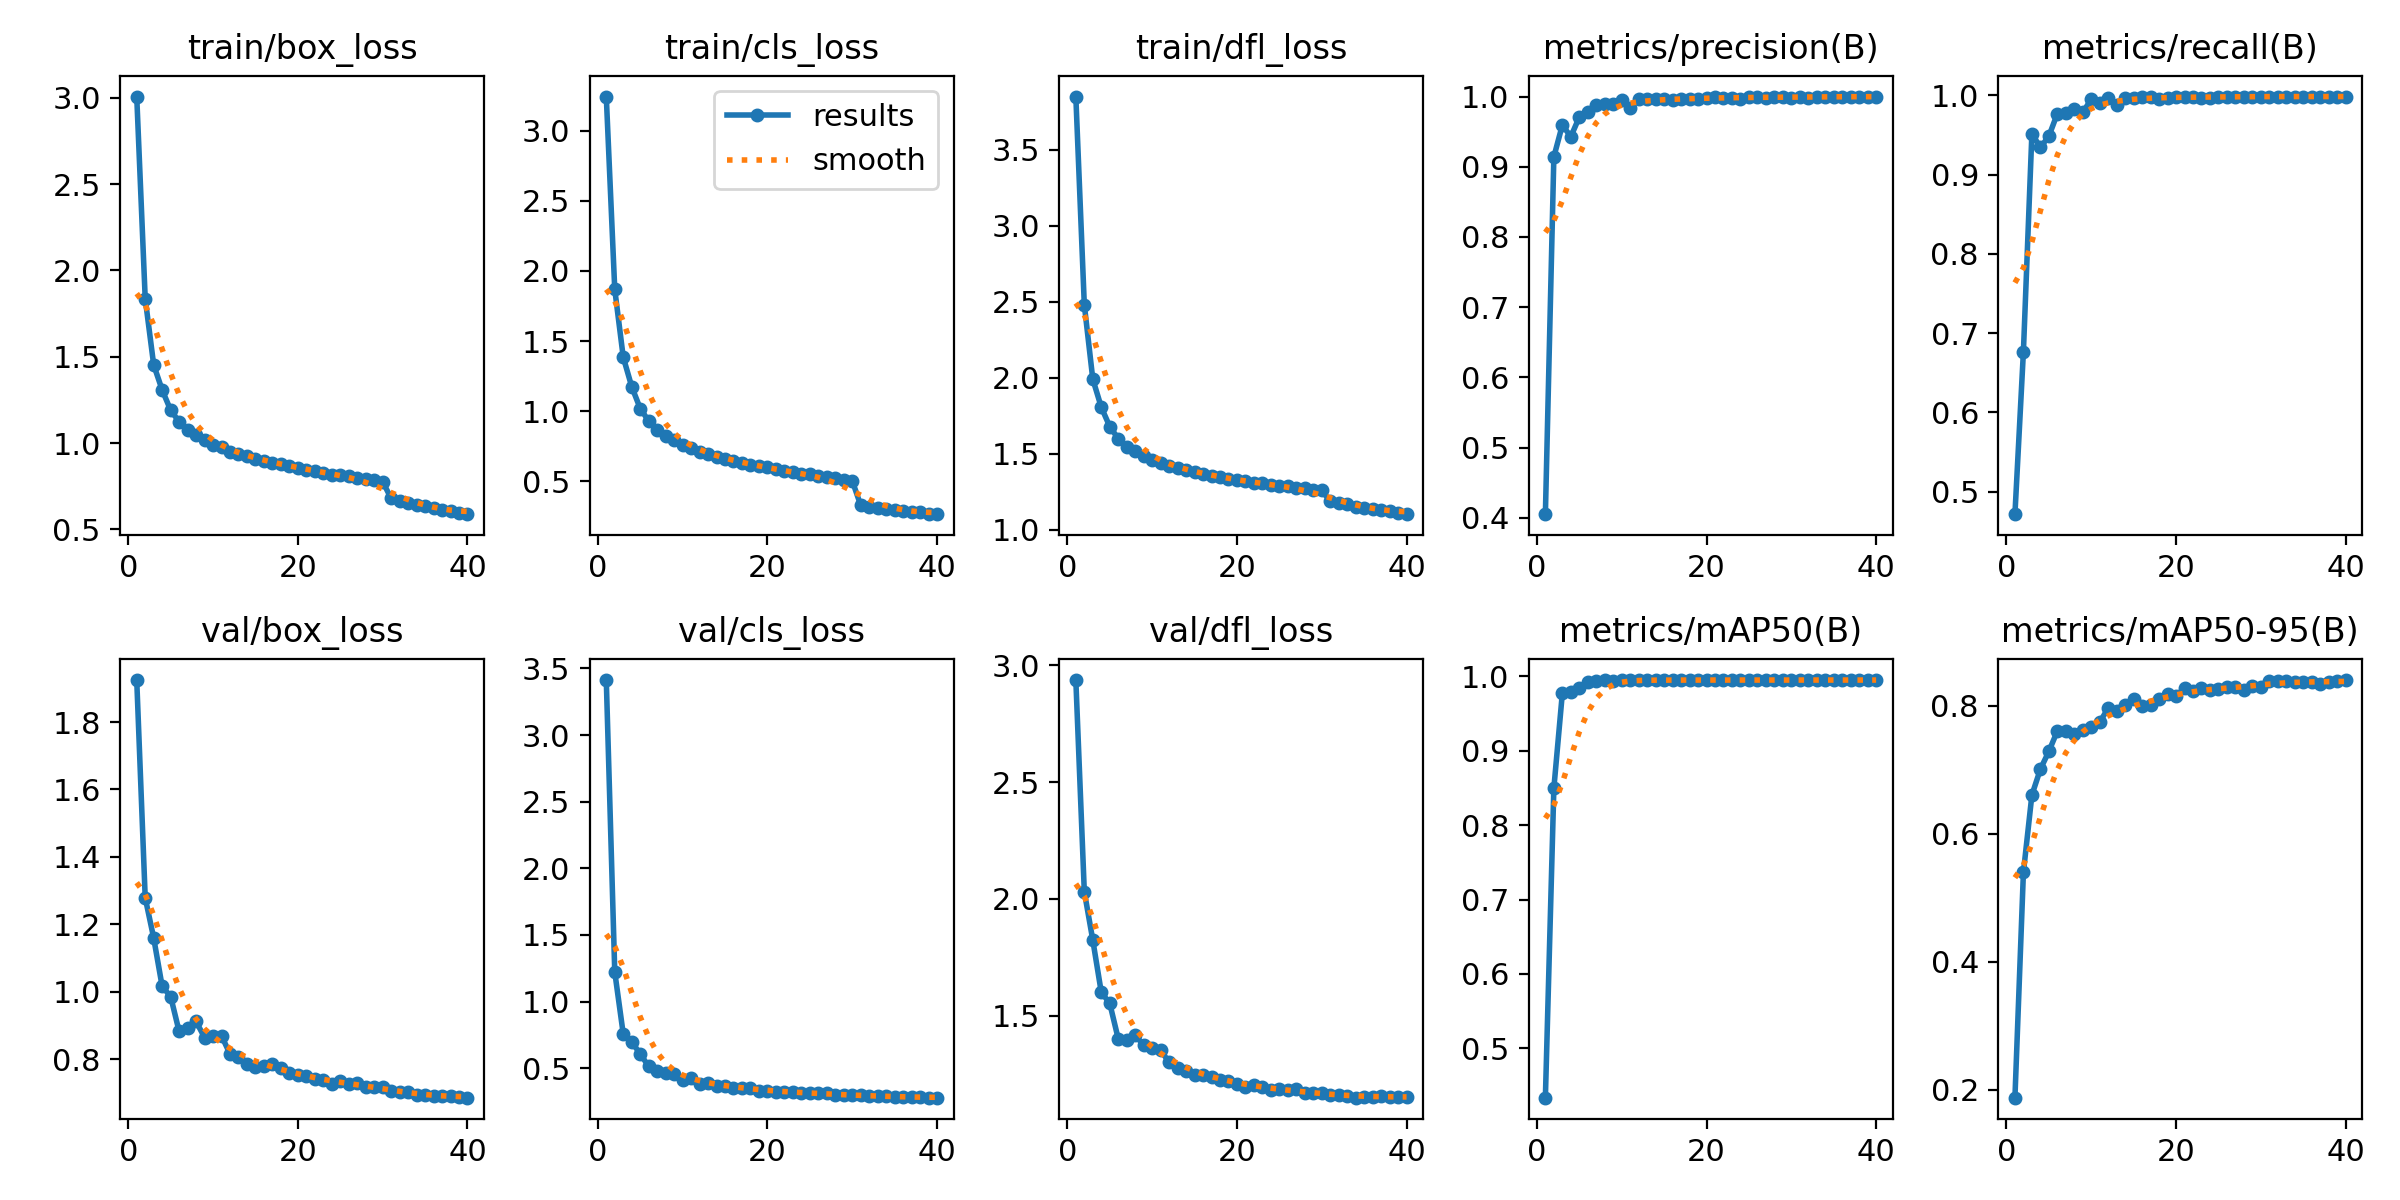 train/box_loss
3.0
2.5
2.0
1.5
1.0
0.5
0 20 40
train/cls_loss
results
smooth
3.0
2.5
2.0
1.5
1.0
0.5
0 20 40
train/dfl_loss
3.5
3.0
2.5
2.0
1.5
1.0
0 20 40
metrics/precision(B)
1.0
0.9
0.8
0.7
0.6
0.5
0.4
0 20 40
metrics/recall(B)
1.0
0.9
0.8
0.7
0.6
0.5
0 20 40
val/box_loss
1.8
1.6
1.4
1.2
1.0
0.8
0 20 40
val/cls_loss
3.5
3.0
2.5
2.0
1.5
1.0
0.5
0 20 40
val/dfl_loss
3.0
2.5
2.0
1.5
0 20 40
metrics/mAP50(B)
1.0
0.9
0.8
0.7
0.6
0.5
0 20 40
metrics/mAP50-95(B)
0.8
0.6
0.4
0.2
0 20 40